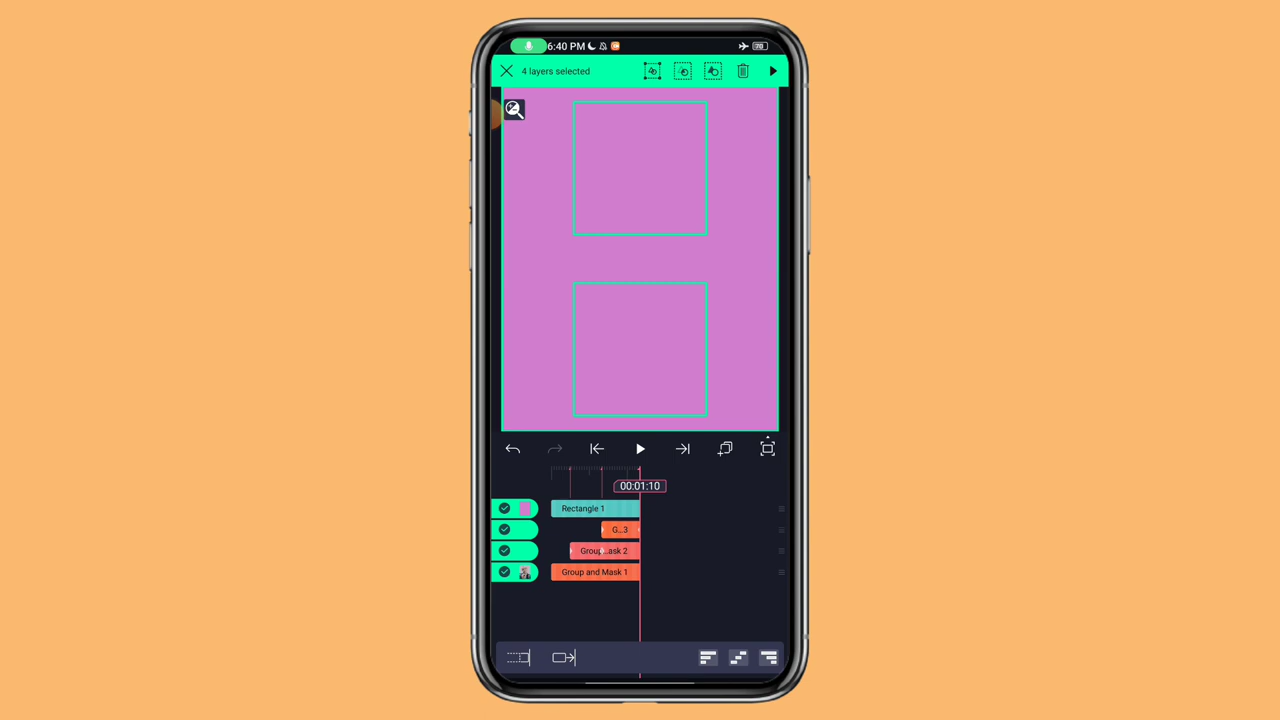 6:40 PM
70
4 layers selected
00:01:10
Rectangle 1
G...3
Group...ask 2
Group and Mask 1